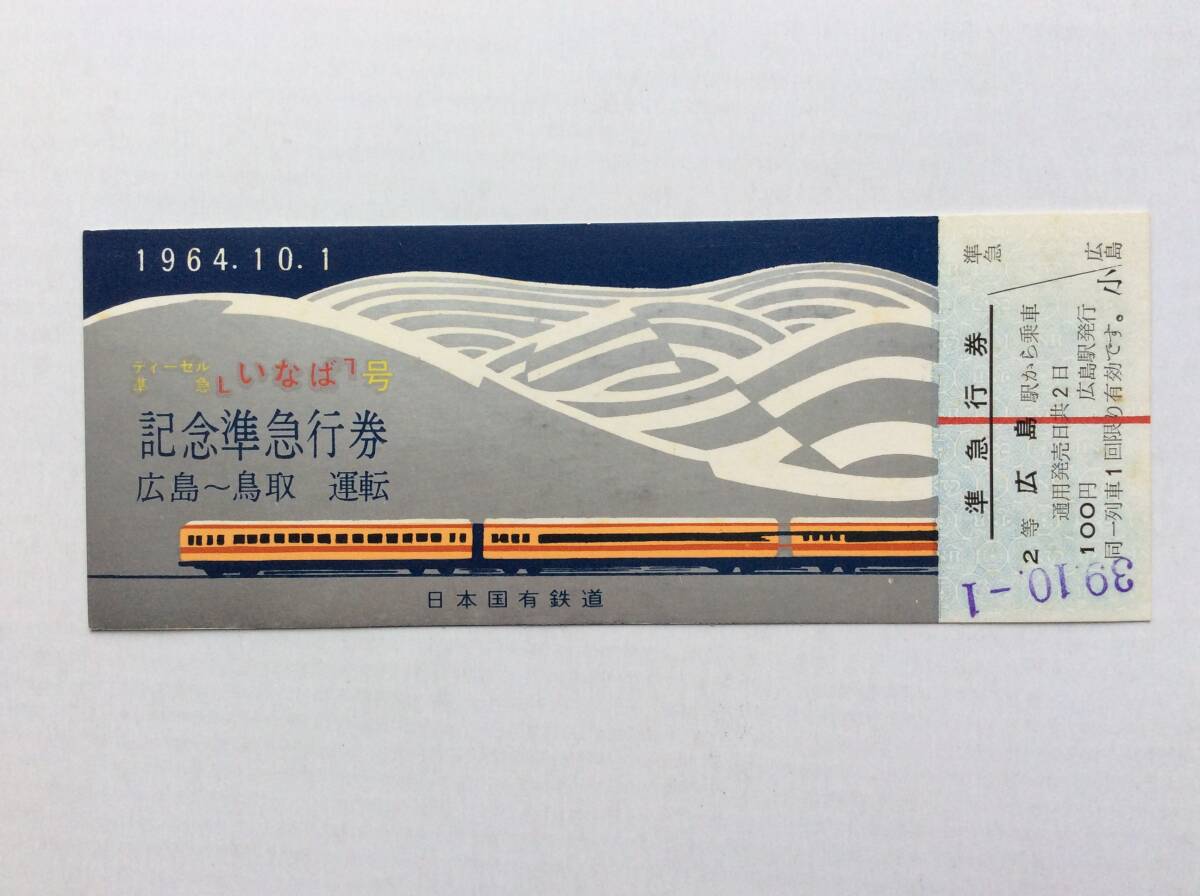 1964.10.1
ディーゼル
準急
「いなば」号
記念準急行券
広島～鳥取 運転
日本国有鉄道
準急
広島
準急行券
2等 広島 駅から乗車
通用発売日共2日
100円 広島駅発行
同一列車1回限り有効です。
小
39.10.-1